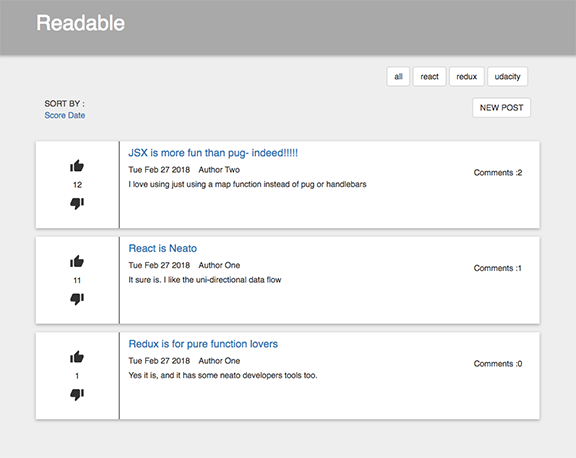 Readable
all react redux udacity
SORT BY :
Score Date
NEW POST
JSX is more fun than pug- indeed!!!!!
Tue Feb 27 2018 Author Two
I love using just using a map function instead of pug or handlebars
12
Comments :2
React is Neato
Tue Feb 27 2018 Author One
It sure is. I like the uni-directional data flow
11
Comments :1
Redux is for pure function lovers
Tue Feb 27 2018 Author One
Yes it is, and it has some neato developers tools too.
1
Comments :0